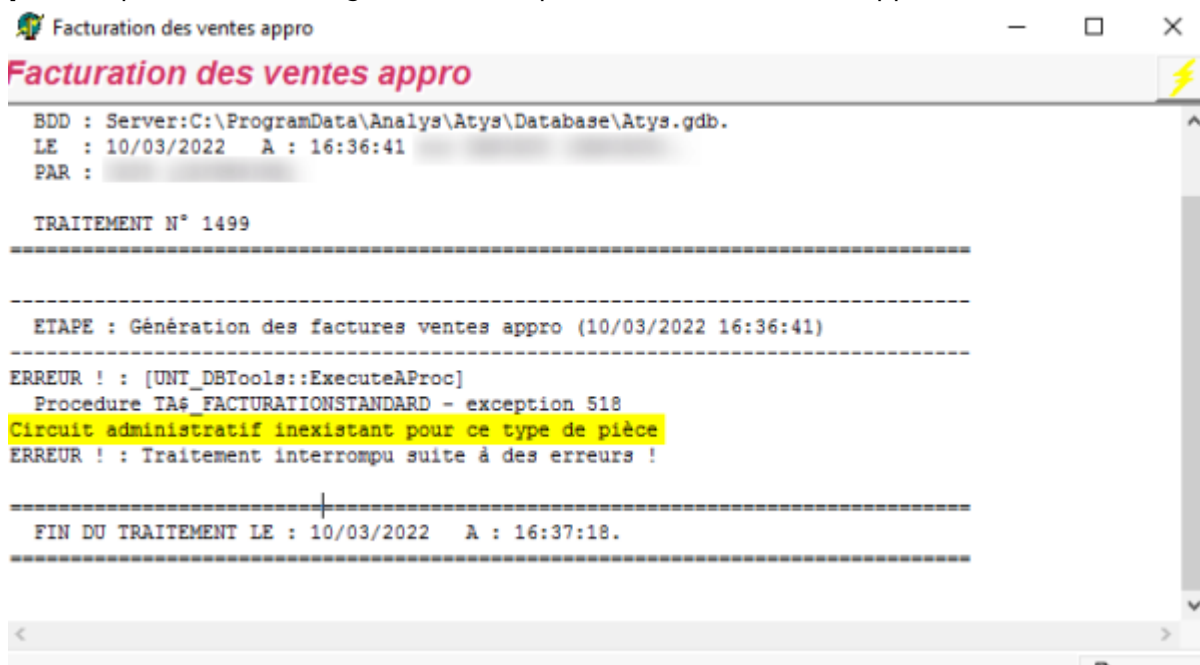 Facturation des ventes appro
Facturation des ventes appro
BDD : Server:C:\ProgramData\Analys\Atys\Database\Atys.gdb.
LE : 10/03/2022 A : 16:36:41
PAR :
TRAITEMENT N° 1499
================================================================================
--------------------------------------------------------------------------------
ETAPE : Génération des factures ventes appro (10/03/2022 16:36:41)
--------------------------------------------------------------------------------
ERREUR ! : [UNT_DBTools::ExecuteAProc]
Procedure TA$_FACTURATIONSTANDARD - exception 518
Circuit administratif inexistant pour ce type de pièce
ERREUR ! : Traitement interrompu suite à des erreurs !
================================================================================
FIN DU TRAITEMENT LE : 10/03/2022 A : 16:37:18.
================================================================================